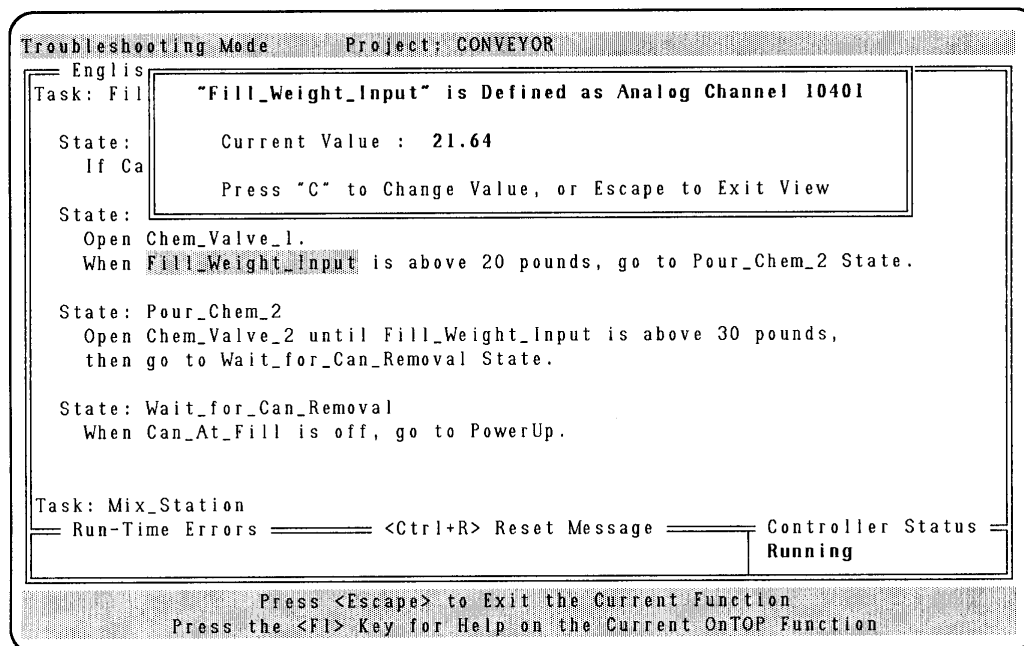 Troubleshooting Mode Project: CONVEYOR
Englis
Task: Fil
"Fill_Weight_Input" is Defined as Analog Channel 10401
State:
Current Value : 21.64
If Ca
Press "C" to Change Value, or Escape to Exit View
State:
Open Chem_Valve_1.
When Fill_Weight_Input is above 20 pounds, go to Pour_Chem_2 State.
State: Pour_Chem_2
Open Chem_Valve_2 until Fill_Weight_Input is above 30 pounds,
then go to Wait_for_Can_Removal State.
State: Wait_for_Can_Removal
When Can_At_Fill is off, go to PowerUp.
Task: Mix_Station
Run-Time Errors <Ctrl+R> Reset Message Controller Status
Running
Press <Escape> to Exit the Current Function
Press the <F1> Key for Help on the Current OnTOP Function